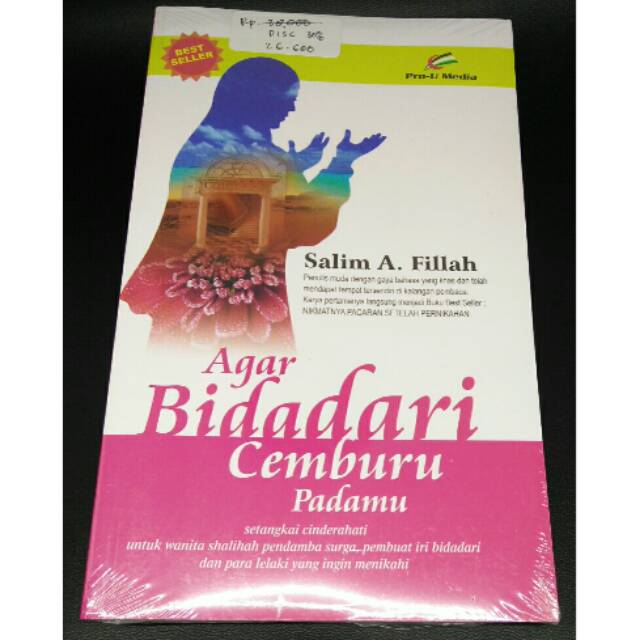 Rp. 38,000
DISC 30%
26.600
BEST
SELLER
Pro-U Media
Salim A. Fillah
Penulis muda dengan gaya bahasa yang khas dan telah
mendapat tempat tersendiri di kalangan pembaca.
Karya pertamanya langsung menjadi Buku Best Seller :
NIKMATNYA PACARAN SETELAH PERNIKAHAN
Agar
Bidadari
Cemburu
Padamu
setangkai cinderahati
untuk wanita shalihah pendamba surga, pembuat iri bidadari
dan para lelaki yang ingin menikahi